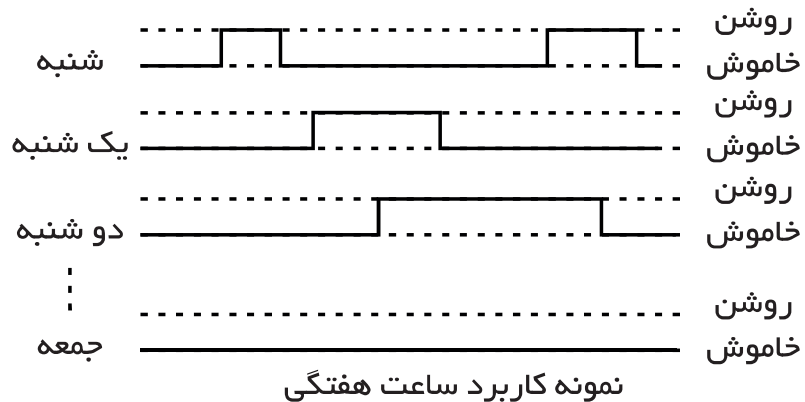 روشن
شنبه خاموش
روشن
یک شنبه خاموش
روشن
دو شنبه خاموش
روشن
جمعه خاموش
نمونه کاربرد ساعت هفتگی